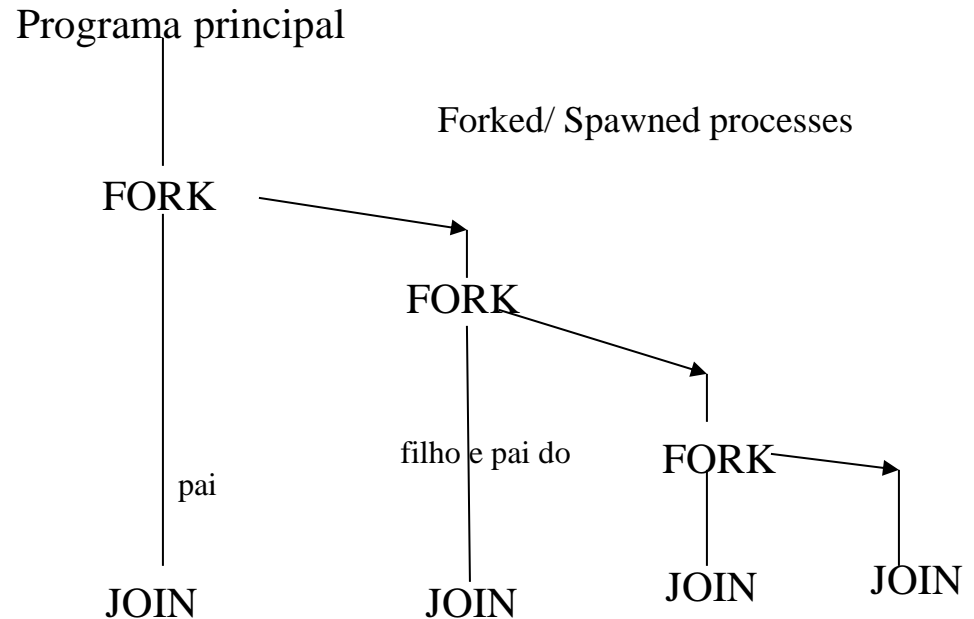 Programa principal
Forked/ Spawned processes
FORK
FORK
filho e pai do
FORK
pai
JOIN
JOIN
JOIN
JOIN